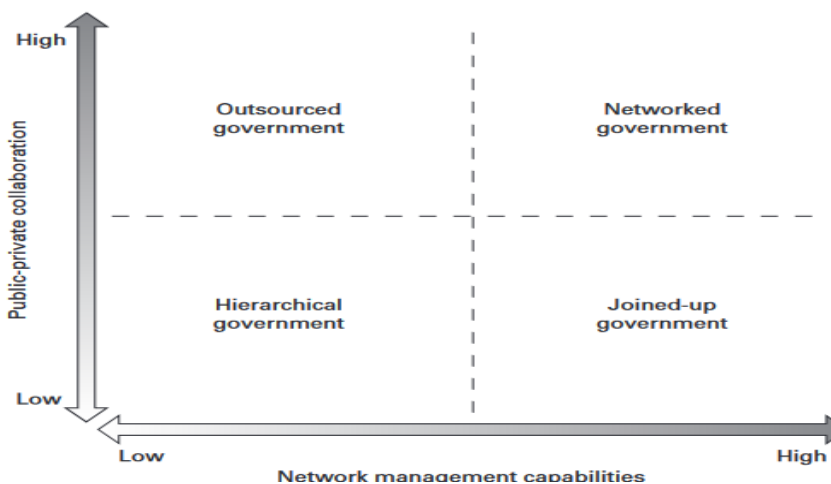 High
Outsourced
government
Networked
government
Public-private collaboration
Hierarchical
government
Joined-up
government
Low
Low
High
Network management capabilities